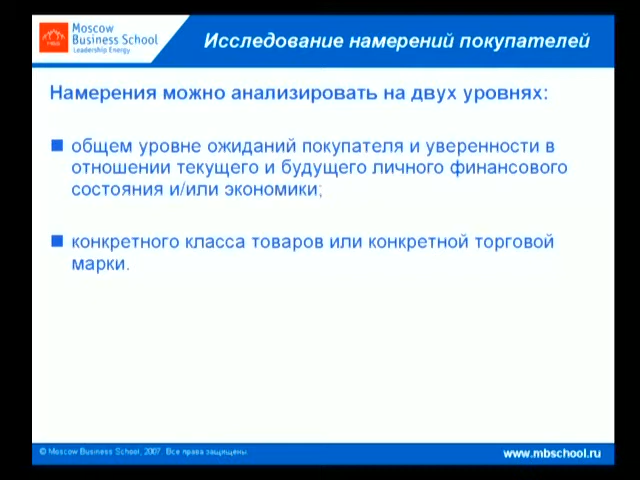 Moscow
Business School
Leadership Energy
Исследование намерений покупателей
Намерения можно анализировать на двух уровнях:
общем уровне ожиданий покупателя и уверенности в
отношении текущего и будущего личного финансового
состояния и/или экономики;
конкретного класса товаров или конкретной торговой
марки.
© Moscow Business School, 2007. Все права защищены.
www.mbschool.ru